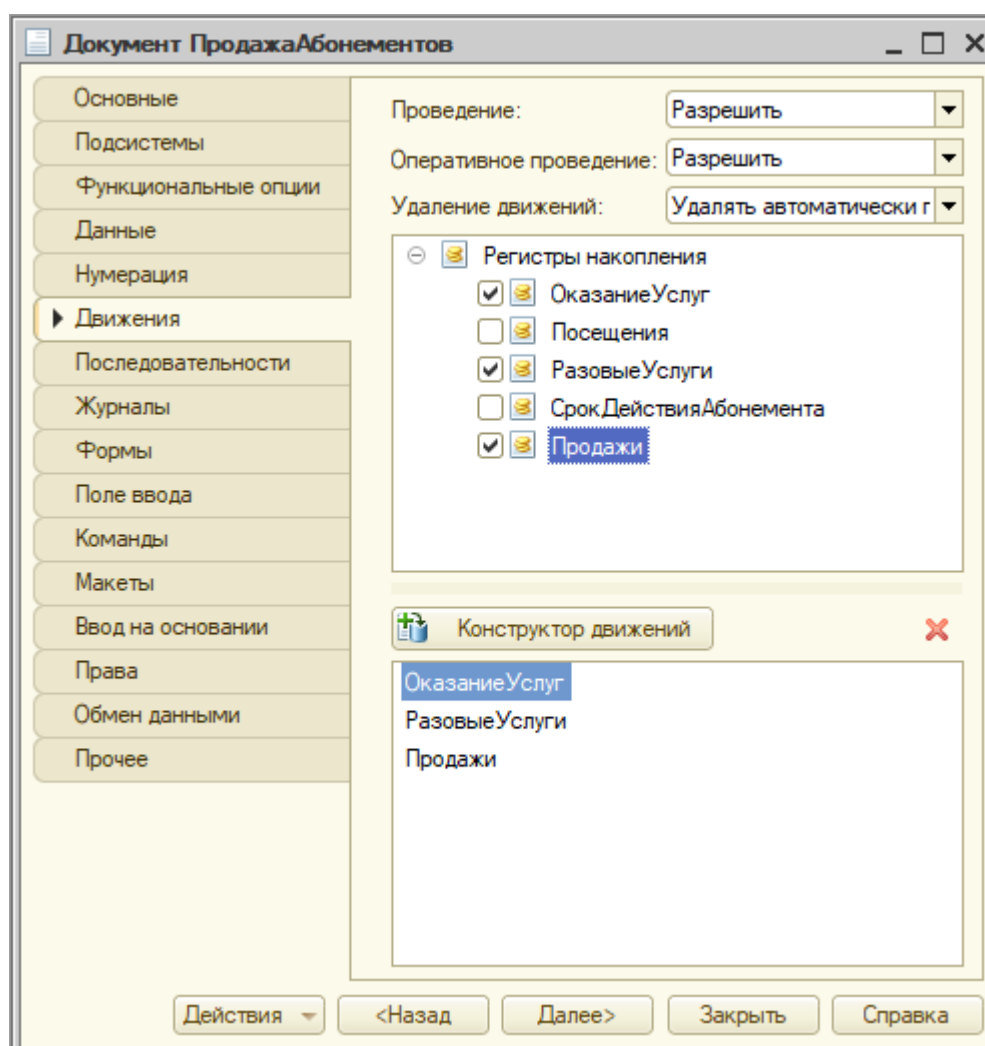 Документ ПродажаАбонементов
Основные
Подсистемы
Функциональные опции
Данные
Нумерация
Движения
Последовательности
Журналы
Формы
Поле ввода
Команды
Макеты
Ввод на основании
Права
Обмен данными
Прочее
Проведение: Разрешить
Оперативное проведение: Разрешить
Удаление движений: Удалять автоматически г
Регистры накопления
ОказаниеУслуг
Посещения
РазовыеУслуги
СрокДействияАбонемента
Продажи
Конструктор движений
ОказаниеУслуг
РазовыеУслуги
Продажи
Действия <Назад Далее> Закрыть Справка